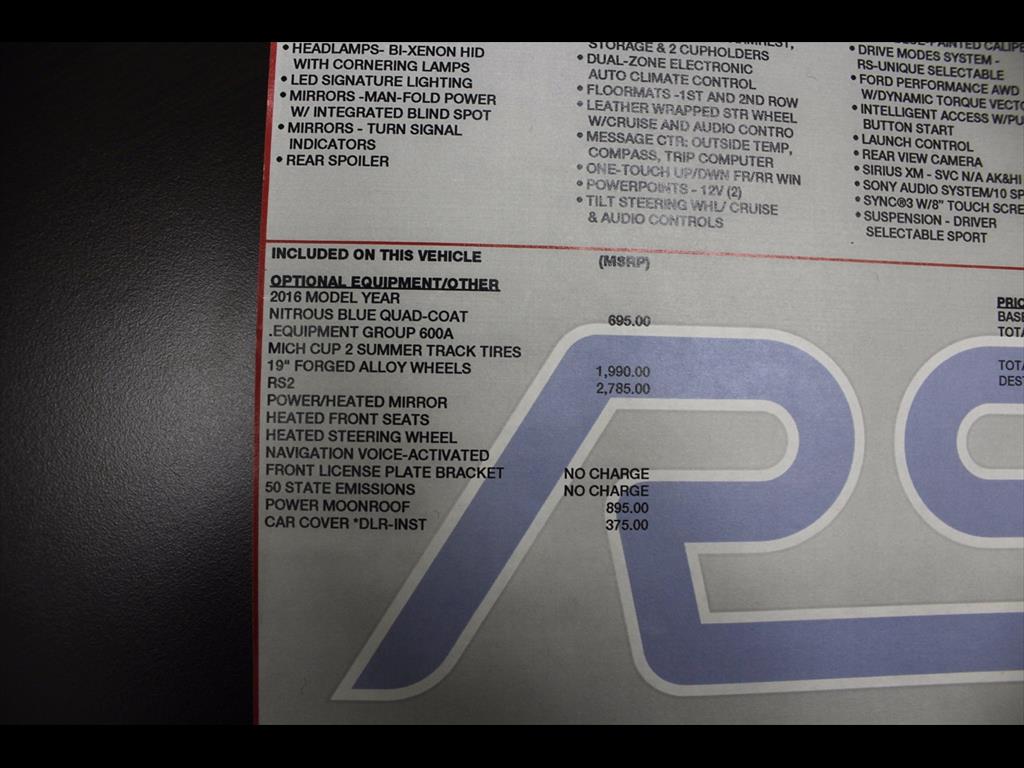 • HEADLAMPS- BI-XENON HID
WITH CORNERING LAMPS
• LED SIGNATURE LIGHTING
• MIRRORS -MAN-FOLD POWER
W/ INTEGRATED BLIND SPOT
• MIRRORS - TURN SIGNAL
INDICATORS
• REAR SPOILER
STORAGE & 2 CUPHOLDERS
• DUAL-ZONE ELECTRONIC
AUTO CLIMATE CONTROL
• FLOORMATS -1ST AND 2ND ROW
• LEATHER WRAPPED STR WHEEL
W/CRUISE AND AUDIO CONTRO
• MESSAGE CTR: OUTSIDE TEMP,
COMPASS, TRIP COMPUTER
• ONE-TOUCH UP/DWN FR/RR WIN
• POWERPOINTS - 12V (2)
• TILT STEERING WHL/ CRUISE
& AUDIO CONTROLS
• DRIVE MODES SYSTEM -
RS-UNIQUE SELECTABLE
• FORD PERFORMANCE AWD
W/DYNAMIC TORQUE VECTO
• INTELLIGENT ACCESS W/PU
BUTTON START
• LAUNCH CONTROL
• REAR VIEW CAMERA
• SIRIUS XM - SVC N/A AK&HI
• SONY AUDIO SYSTEM/10 SP
• SYNC®3 W/8" TOUCH SCRE
• SUSPENSION - DRIVER
SELECTABLE SPORT
INCLUDED ON THIS VEHICLE (MSRP)
OPTIONAL EQUIPMENT/OTHER
2016 MODEL YEAR
NITROUS BLUE QUAD-COAT 695.00
.EQUIPMENT GROUP 600A
MICH CUP 2 SUMMER TRACK TIRES
19" FORGED ALLOY WHEELS 1,990.00
RS2 2,785.00
POWER/HEATED MIRROR
HEATED FRONT SEATS
HEATED STEERING WHEEL
NAVIGATION VOICE-ACTIVATED
FRONT LICENSE PLATE BRACKET NO CHARGE
50 STATE EMISSIONS NO CHARGE
POWER MOONROOF 895.00
CAR COVER *DLR-INST 375.00
PRIC
BASE
TOTA
TOTA
DEST
RS